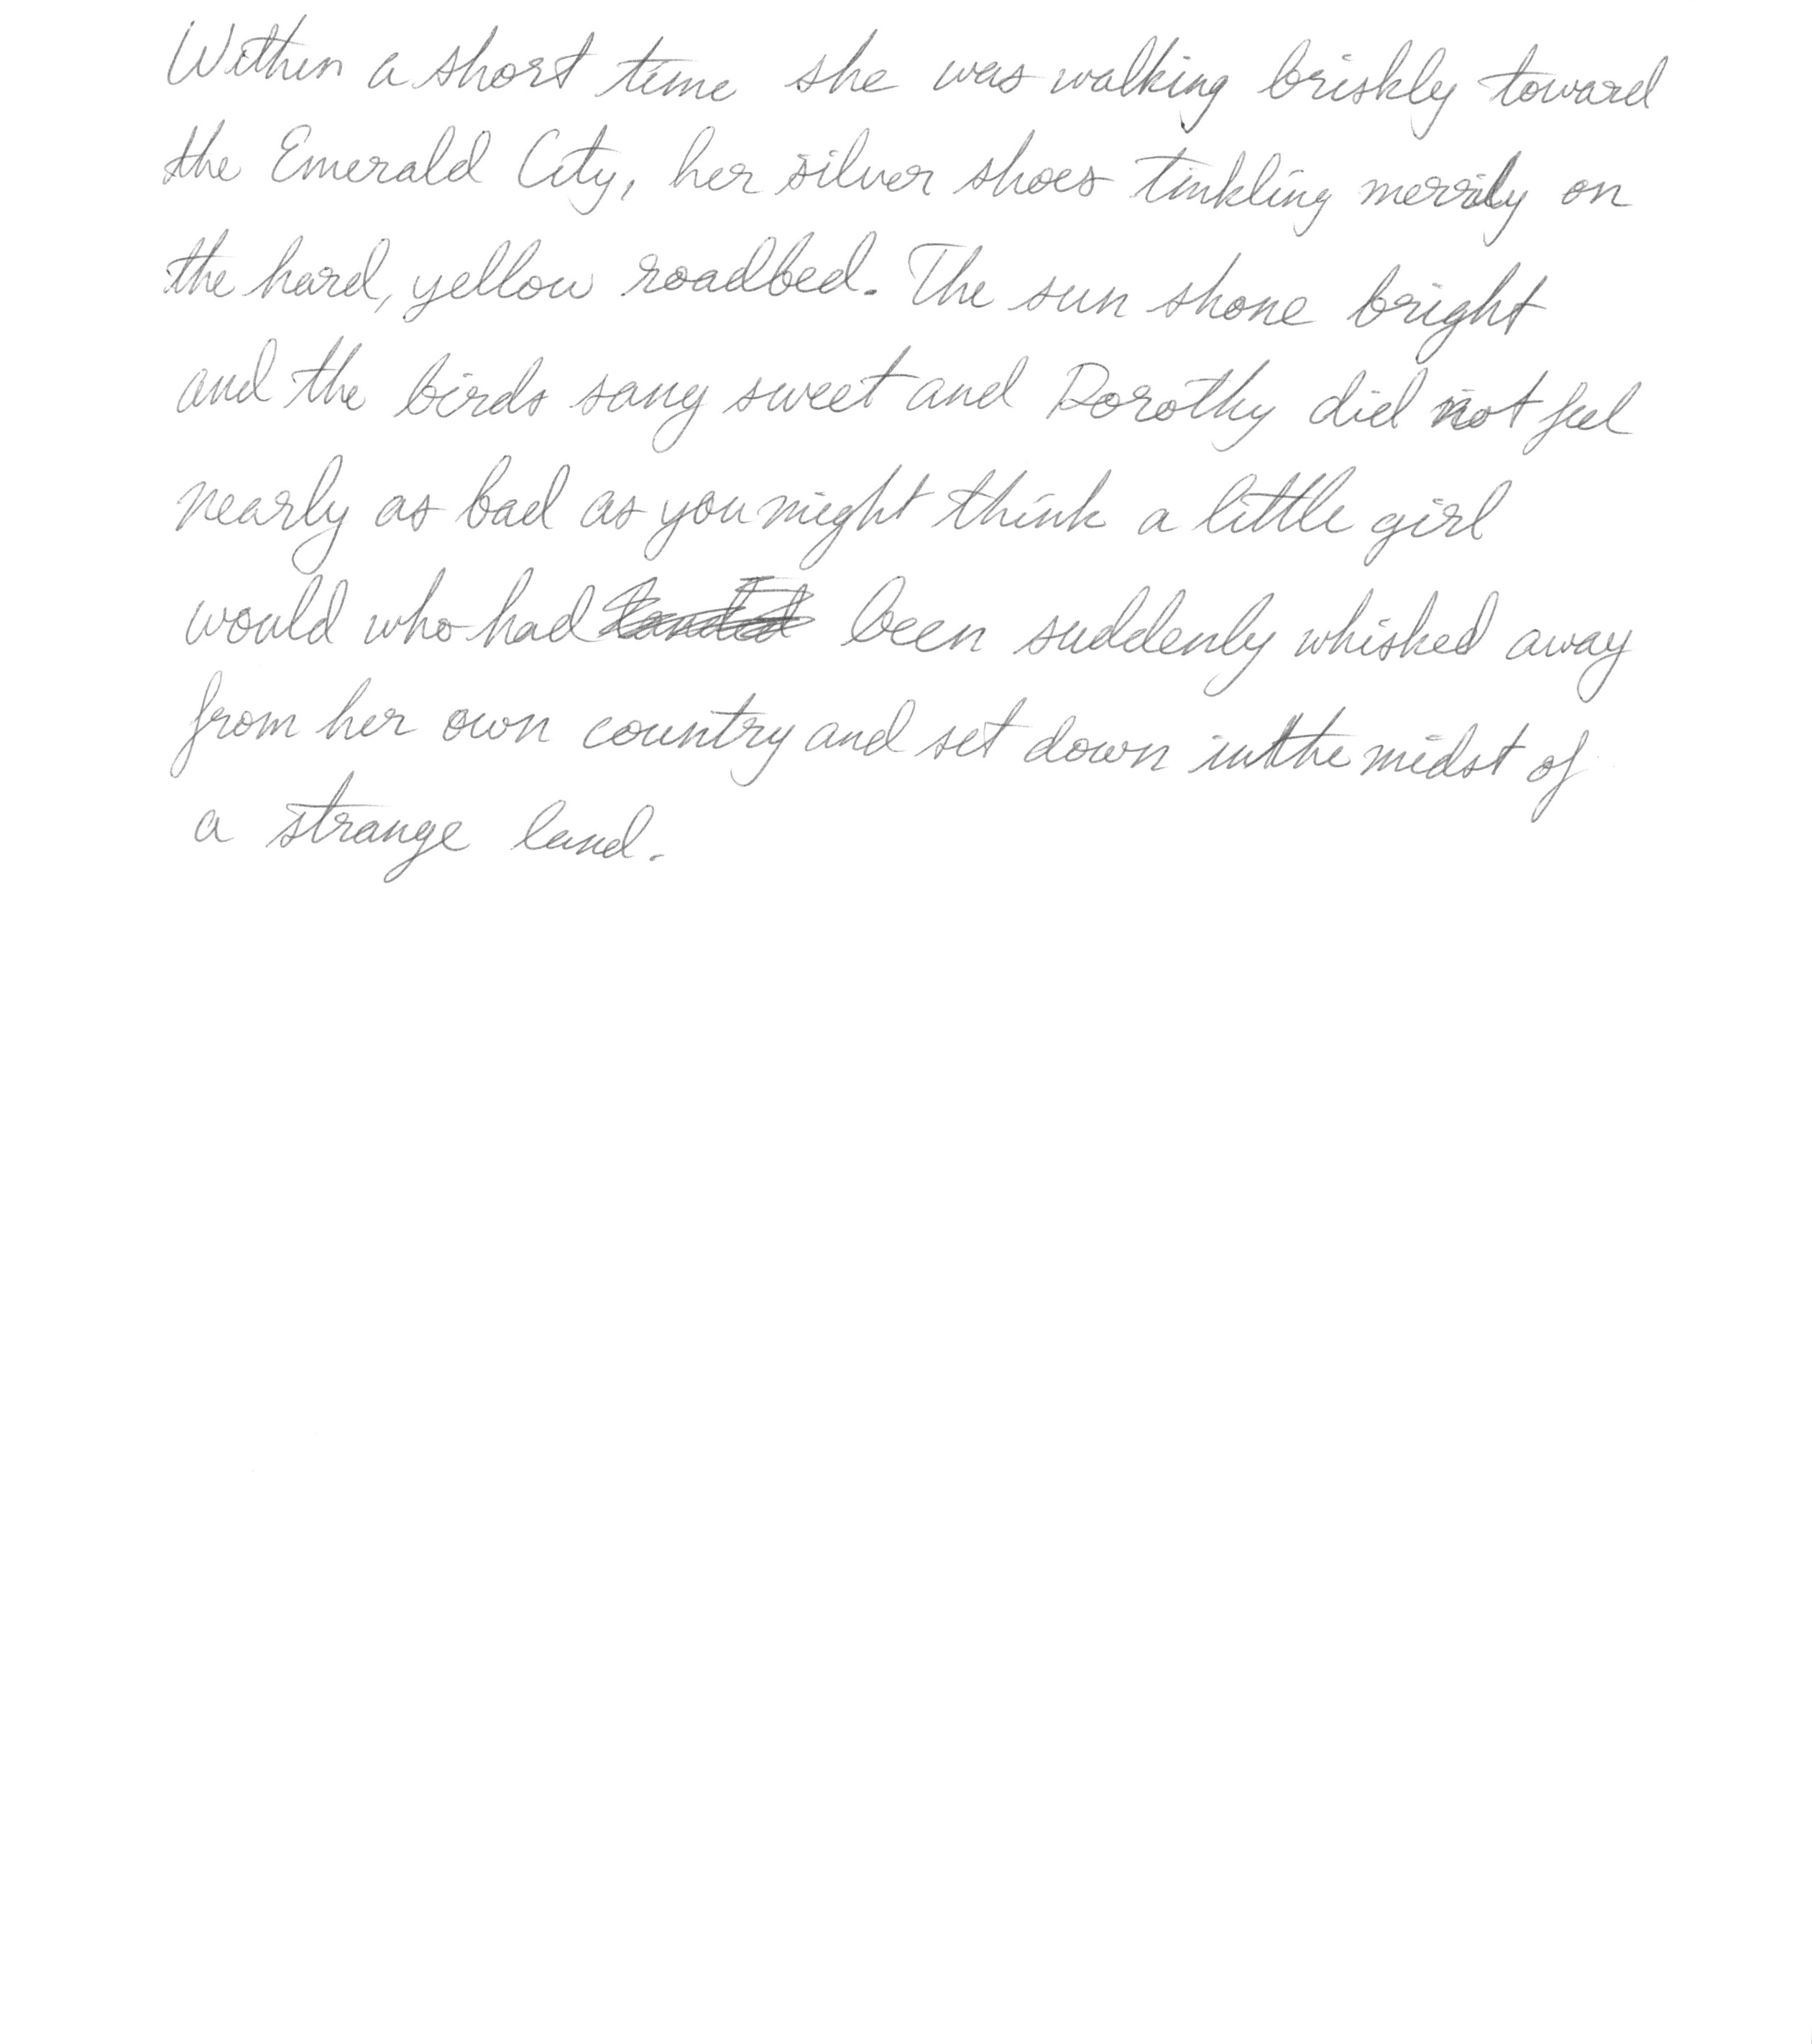 Within a short time she was walking briskly toward
the Emerald City, her silver shoes tinkling merrily on
the hard, yellow roadbed. The sun shone bright
and the birds sang sweet and Dorothy did not feel
nearly as bad as you might think a little girl
would who had been suddenly whisked away
from her own country and set down in the midst of
a strange land.